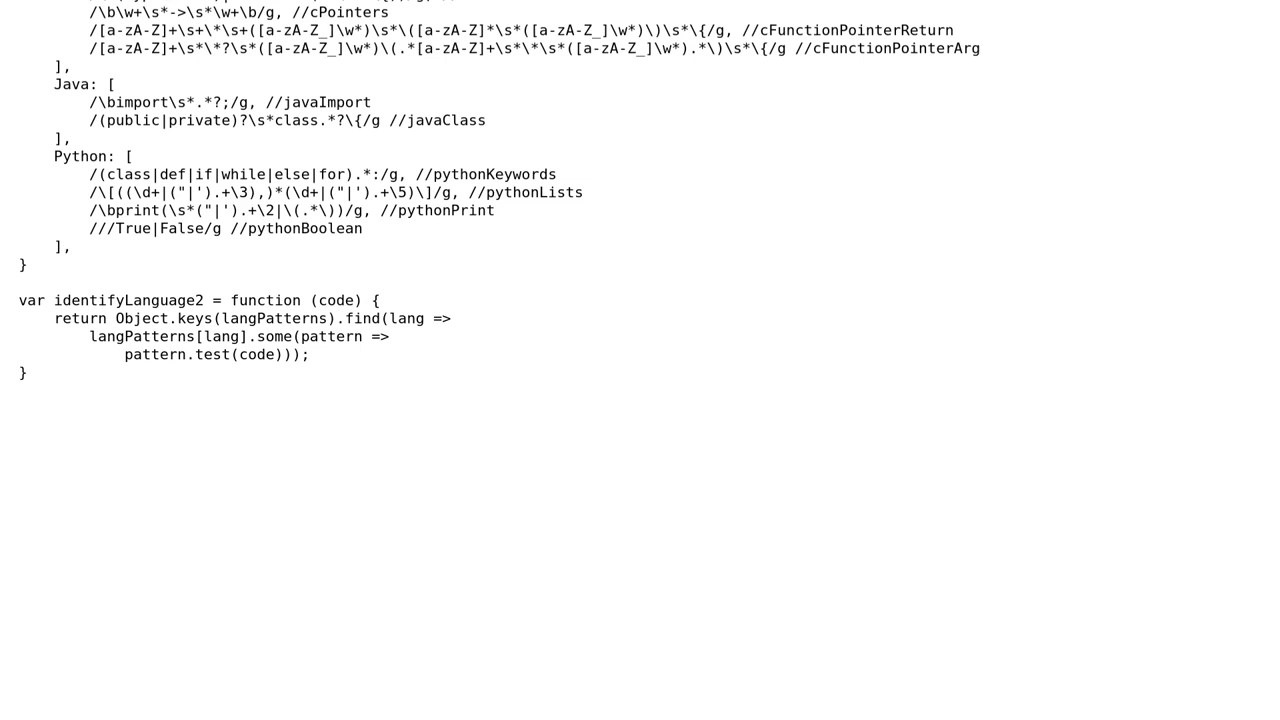 /\b\w+\s*->\s*\w+\b/g, //cPointers
/[a-zA-Z]+\s+\*\s+([a-zA-Z_]\w*)\s*\([a-zA-Z]*\s*([a-zA-Z_]\w*)\)\s*\{/g, //cFunctionPointerReturn
/[a-zA-Z]+\s*\*?\s*([a-zA-Z_]\w*)\(.*[a-zA-Z]+\s*\*\s*([a-zA-Z_]\w*).*\)\s*\{/g //cFunctionPointerArg
],
Java: [
/\bimport\s*.*?;/g, //javaImport
/(public|private)?\s*class.*?\{/g //javaClass
],
Python: [
/(class|def|if|while|else|for).*:/g, //pythonKeywords
/\[((\d+|("|').+\3),)*(\d+|("|').+\5)\]/g, //pythonLists
/\bprint(\s*("|').+\2|\(.*\))/g, //pythonPrint
///True|False/g //pythonBoolean
],
}
var identifyLanguage2 = function (code) {
return Object.keys(langPatterns).find(lang =>
langPatterns[lang].some(pattern =>
pattern.test(code)));
}